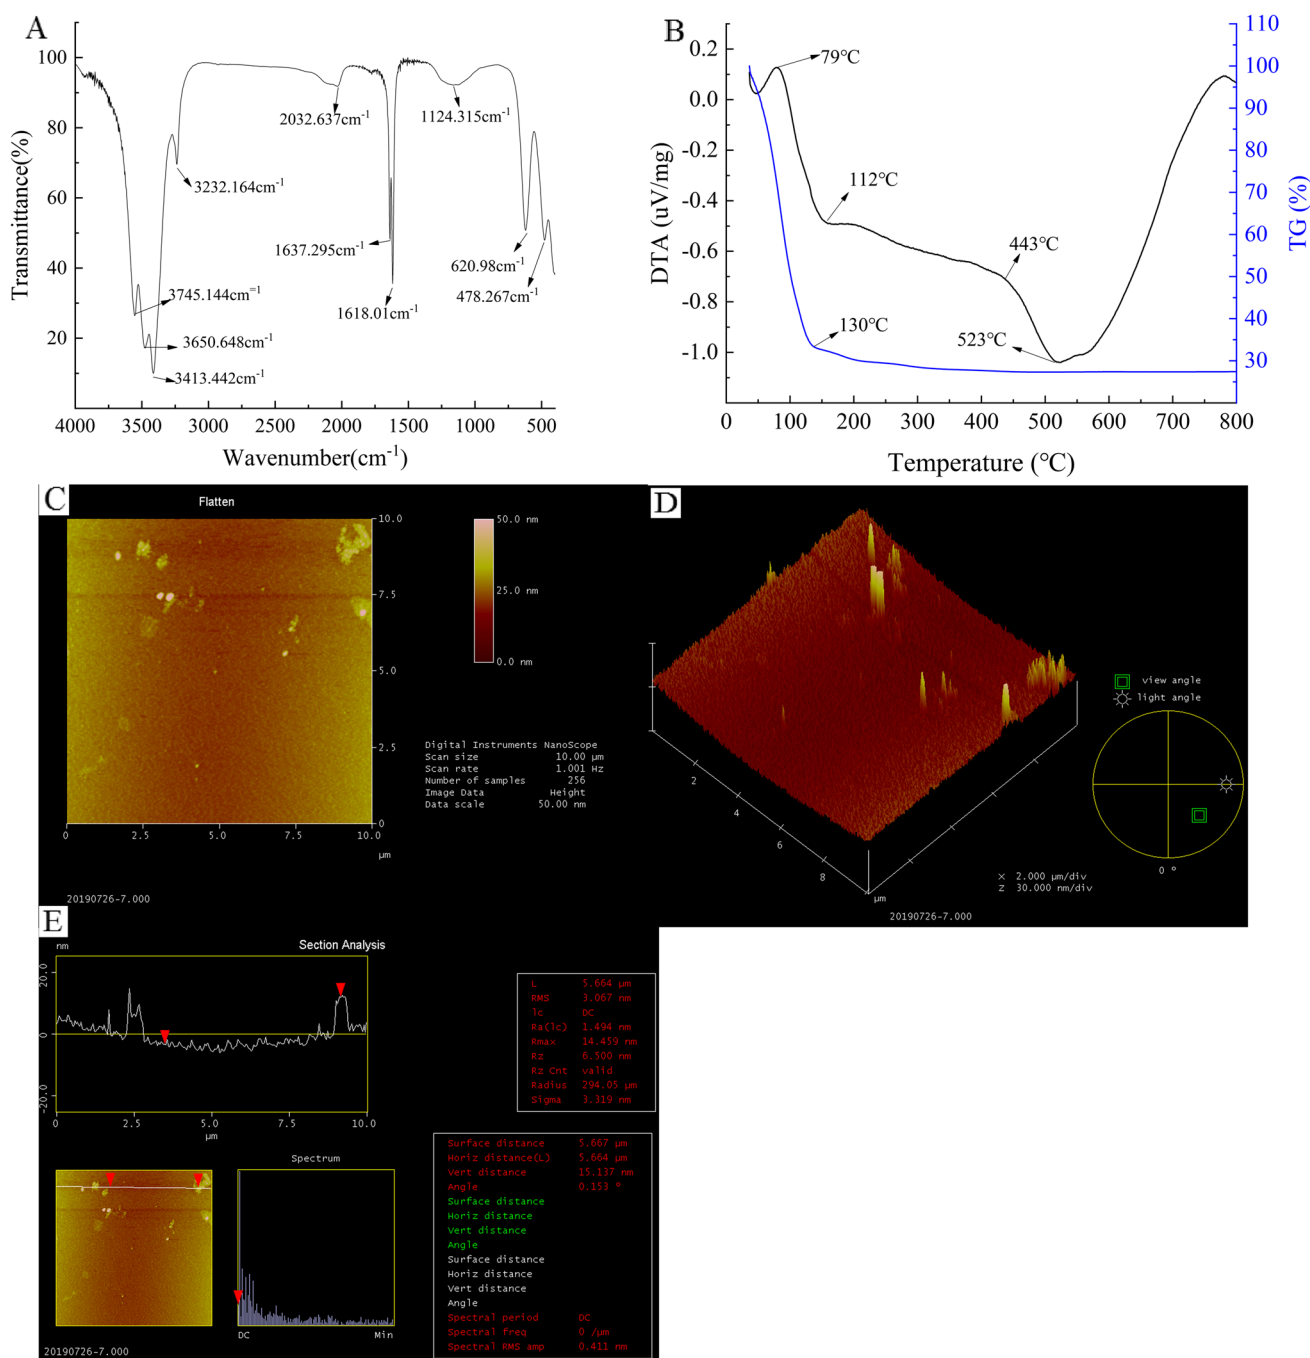 A
100
80
60
40
20
4000 3500 3000 2500 2000 1500 1000 500
Transmittance(%)
Wavenumber(cm-1)
2032.637cm-1
1124.315cm-1
3232.164cm-1
1637.295cm-1
620.98cm-1
3745.144cm=1
478.267cm-1
1618.01cm-1
3650.648cm-1
3413.442cm-1
B
0.2
0.0
-0.2
-0.4
-0.6
-0.8
-1.0
DTA (uV/mg)
0 100 200 300 400 500 600 700 800
Temperature (℃)
110
100
90
80
70
60
50
40
30
TG (%)
79℃
112℃
443℃
130℃
523℃
C
Flatten
10.0
7.5
5.0
2.5
0
0 2.5 5.0 7.5 10.0
µm
50.0 nm
25.0 nm
0.0 nm
Digital Instruments NanoScope
Scan size 10.00 µm
Scan rate 1.001 Hz
Number of samples 256
Image Data Height
Data scale 50.00 nm
20190726-7.000
D
2
4
6
8
µm
view angle
light angle
0 °
X 2.000 µm/div
Z 30.000 nm/div
20190726-7.000
E
nm
Section Analysis
20.0
0
-20.0
0 2.5 5.0 7.5 10.0
µm
L 5.664 µm
RMS 3.067 nm
lc DC
Ra(lc) 1.494 nm
Rmax 14.459 nm
Rz 6.500 nm
Rz Cnt valid
Radius 294.05 µm
Sigma 3.319 nm
Spectrum
DC Min
Surface distance 5.667 µm
Horiz distance(L) 5.664 µm
Vert distance 15.137 nm
Angle 0.153 °
Surface distance
Horiz distance
Vert distance
Angle
Surface distance
Horiz distance
Vert distance
Angle
Spectral period DC
Spectral freq 0 /µm
Spectral RMS amp 0.411 nm
20190726-7.000